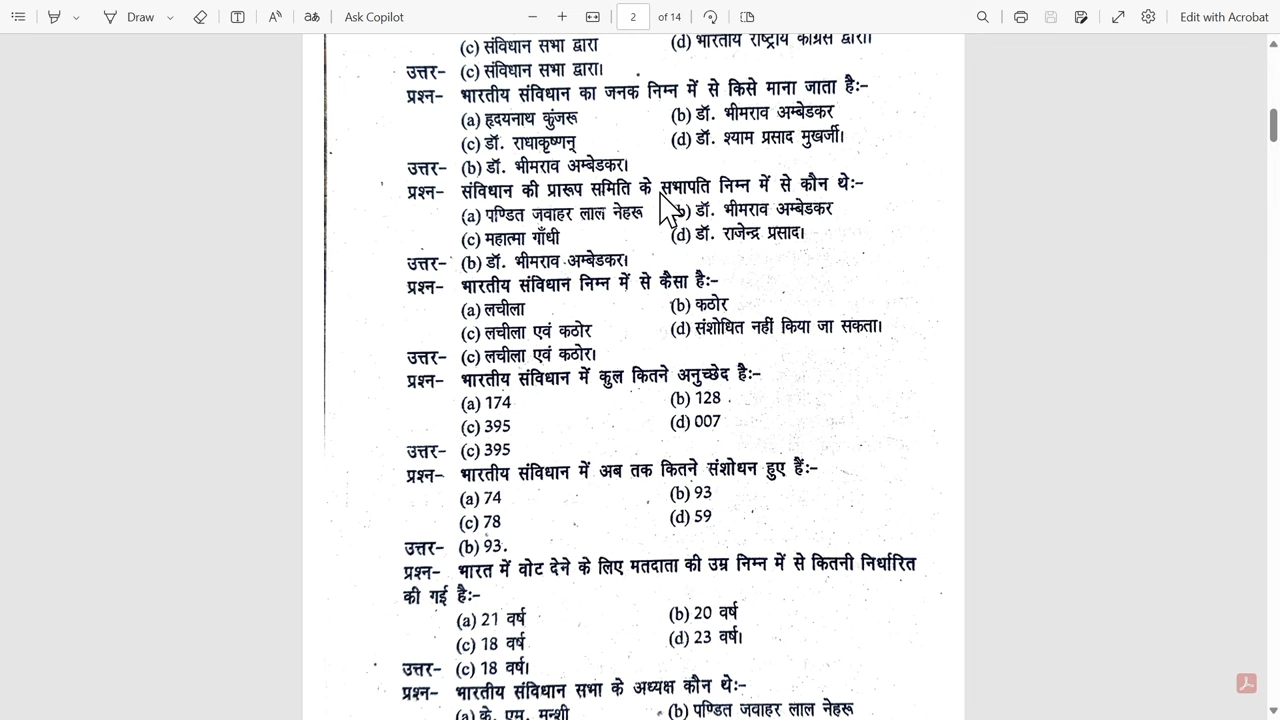 Draw
Ask Copilot
2 of 14
Edit with Acrobat
(c) संविधान सभा द्वारा (d) भारतीय राष्ट्रीय कांग्रेस द्वारा।
उत्तर– (c) संविधान सभा द्वारा।
प्रश्न– भारतीय संविधान का जनक निम्न में से किसे माना जाता है:–
(a) हृदयनाथ कुंजरू (b) डॉ. भीमराव अम्बेडकर
(c) डॉ. राधाकृष्णन् (d) डॉ. श्याम प्रसाद मुखर्जी।
उत्तर– (b) डॉ. भीमराव अम्बेडकर।
प्रश्न– संविधान की प्रारूप समिति के सभापति निम्न में से कौन थे:–
(a) पण्डित जवाहर लाल नेहरू (b) डॉ. भीमराव अम्बेडकर
(c) महात्मा गाँधी (d) डॉ. राजेन्द्र प्रसाद।
उत्तर– (b) डॉ. भीमराव अम्बेडकर।
प्रश्न– भारतीय संविधान निम्न में से कैसा है:–
(a) लचीला (b) कठोर
(c) लचीला एवं कठोर (d) संशोधित नहीं किया जा सकता।
उत्तर– (c) लचीला एवं कठोर।
प्रश्न– भारतीय संविधान में कुल कितने अनुच्छेद है:–
(a) 174 (b) 128
(c) 395 (d) 007
उत्तर– (c) 395
प्रश्न– भारतीय संविधान में अब तक कितने संशोधन हुए हैं:–
(a) 74 (b) 93
(c) 78 (d) 59
उत्तर– (b) 93.
प्रश्न– भारत में वोट देने के लिए मतदाता की उम्र निम्न में से कितनी निर्धारित
की गई है:–
(a) 21 वर्ष (b) 20 वर्ष
(c) 18 वर्ष (d) 23 वर्ष।
उत्तर– (c) 18 वर्ष।
प्रश्न– भारतीय संविधान सभा के अध्यक्ष कौन थे:–
(a) के. एम. मुन्शी (b) पण्डित जवाहर लाल नेहरू